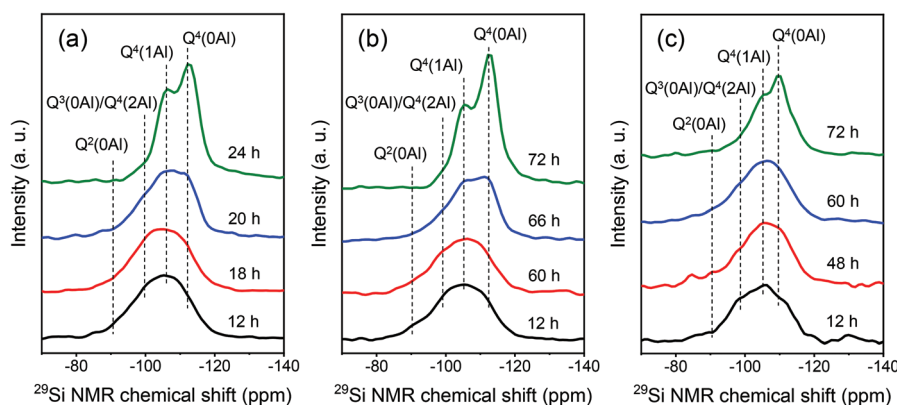 (a)
Q⁴(0Al)
Q⁴(1Al)
Q³(0Al)/Q⁴(2Al)
Q²(0Al)
24 h
20 h
18 h
12 h
Intensity (a. u.)
-80
-100
-120
-140
²⁹Si NMR chemical shift (ppm)
(b)
Q⁴(0Al)
Q⁴(1Al)
Q³(0Al)/Q⁴(2Al)
Q²(0Al)
72 h
66 h
60 h
12 h
Intensity (a. u.)
-80
-100
-120
-140
²⁹Si NMR chemical shift (ppm)
(c)
Q⁴(0Al)
Q⁴(1Al)
Q³(0Al)/Q⁴(2Al)
Q²(0Al)
72 h
60 h
48 h
12 h
Intensity (a. u.)
-80
-100
-120
-140
²⁹Si NMR chemical shift (ppm)